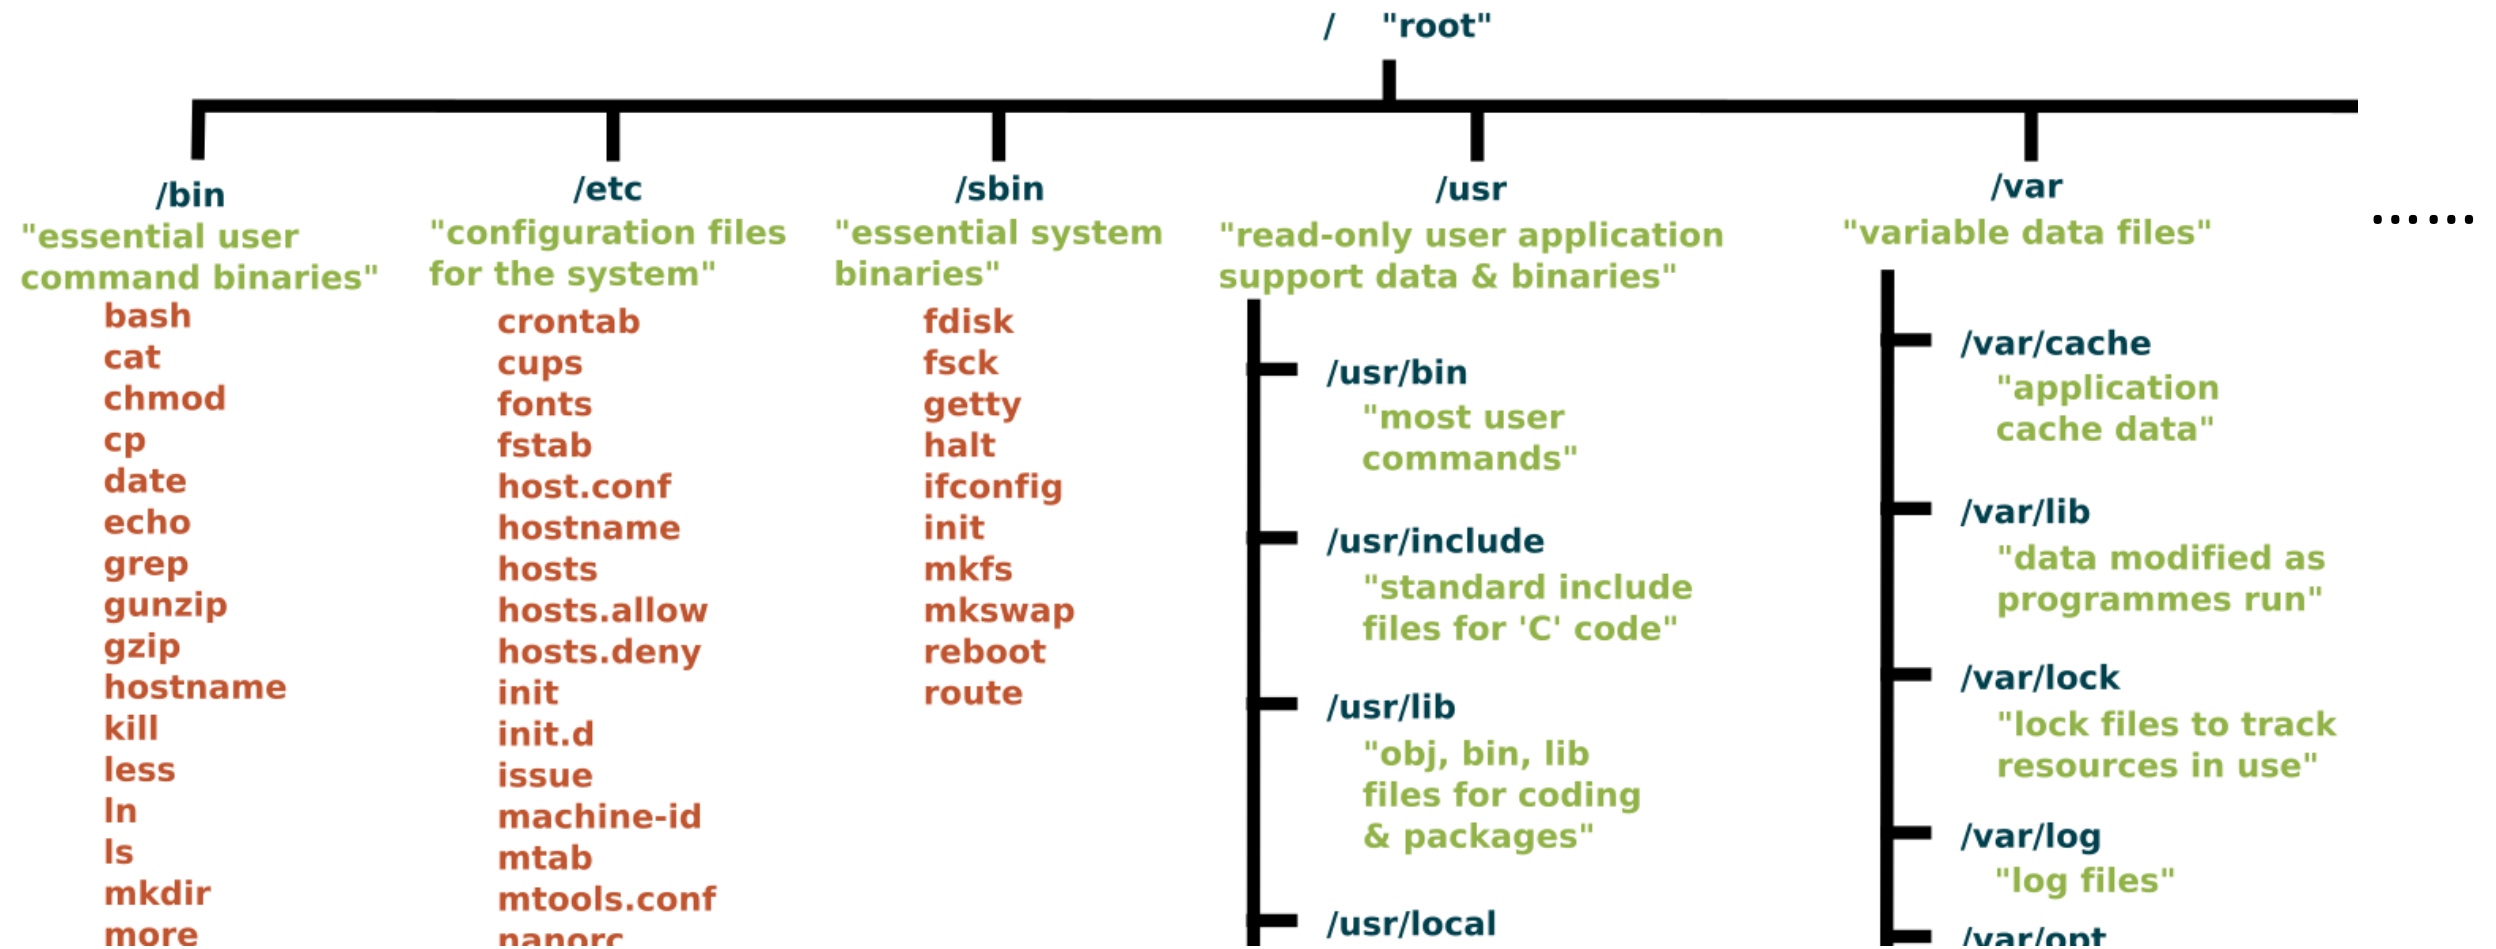 / "root"
/bin
"essential user
command binaries"
bash
cat
chmod
cp
date
echo
grep
gunzip
gzip
hostname
kill
less
ln
ls
mkdir
more
/etc
"configuration files
for the system"
crontab
cups
fonts
fstab
host.conf
hostname
hosts
hosts.allow
hosts.deny
init
init.d
issue
machine-id
mtab
mtools.conf
nanorc
/sbin
"essential system
binaries"
fdisk
fsck
getty
halt
ifconfig
init
mkfs
mkswap
reboot
route
/usr
"read-only user application
support data & binaries"
/usr/bin
"most user
commands"
/usr/include
"standard include
files for 'C' code"
/usr/lib
"obj, bin, lib
files for coding
& packages"
/usr/local
/var
"variable data files"
/var/cache
"application
cache data"
/var/lib
"data modified as
programmes run"
/var/lock
"lock files to track
resources in use"
/var/log
"log files"
/var/opt
......